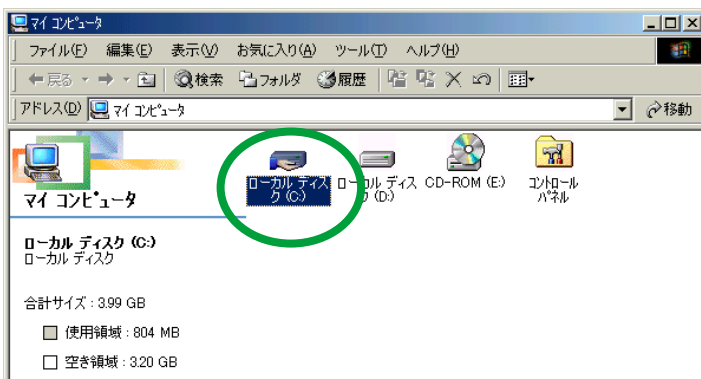 マイ コンピュータ
ファイル(F) 編集(E) 表示(V) お気に入り(A) ツール(T) ヘルプ(H)
戻る 検索 フォルダ 履歴
アドレス(D) マイ コンピュータ 移動
マイ コンピュータ
ローカル ディスク (C:)
ローカル ディスク
合計サイズ : 3.99 GB
使用領域 : 804 MB
空き領域 : 3.20 GB
ローカル ディス
ク (C:)
ローカル ディス
ク (D:)
CD-ROM (E:)
コントロール
パネル